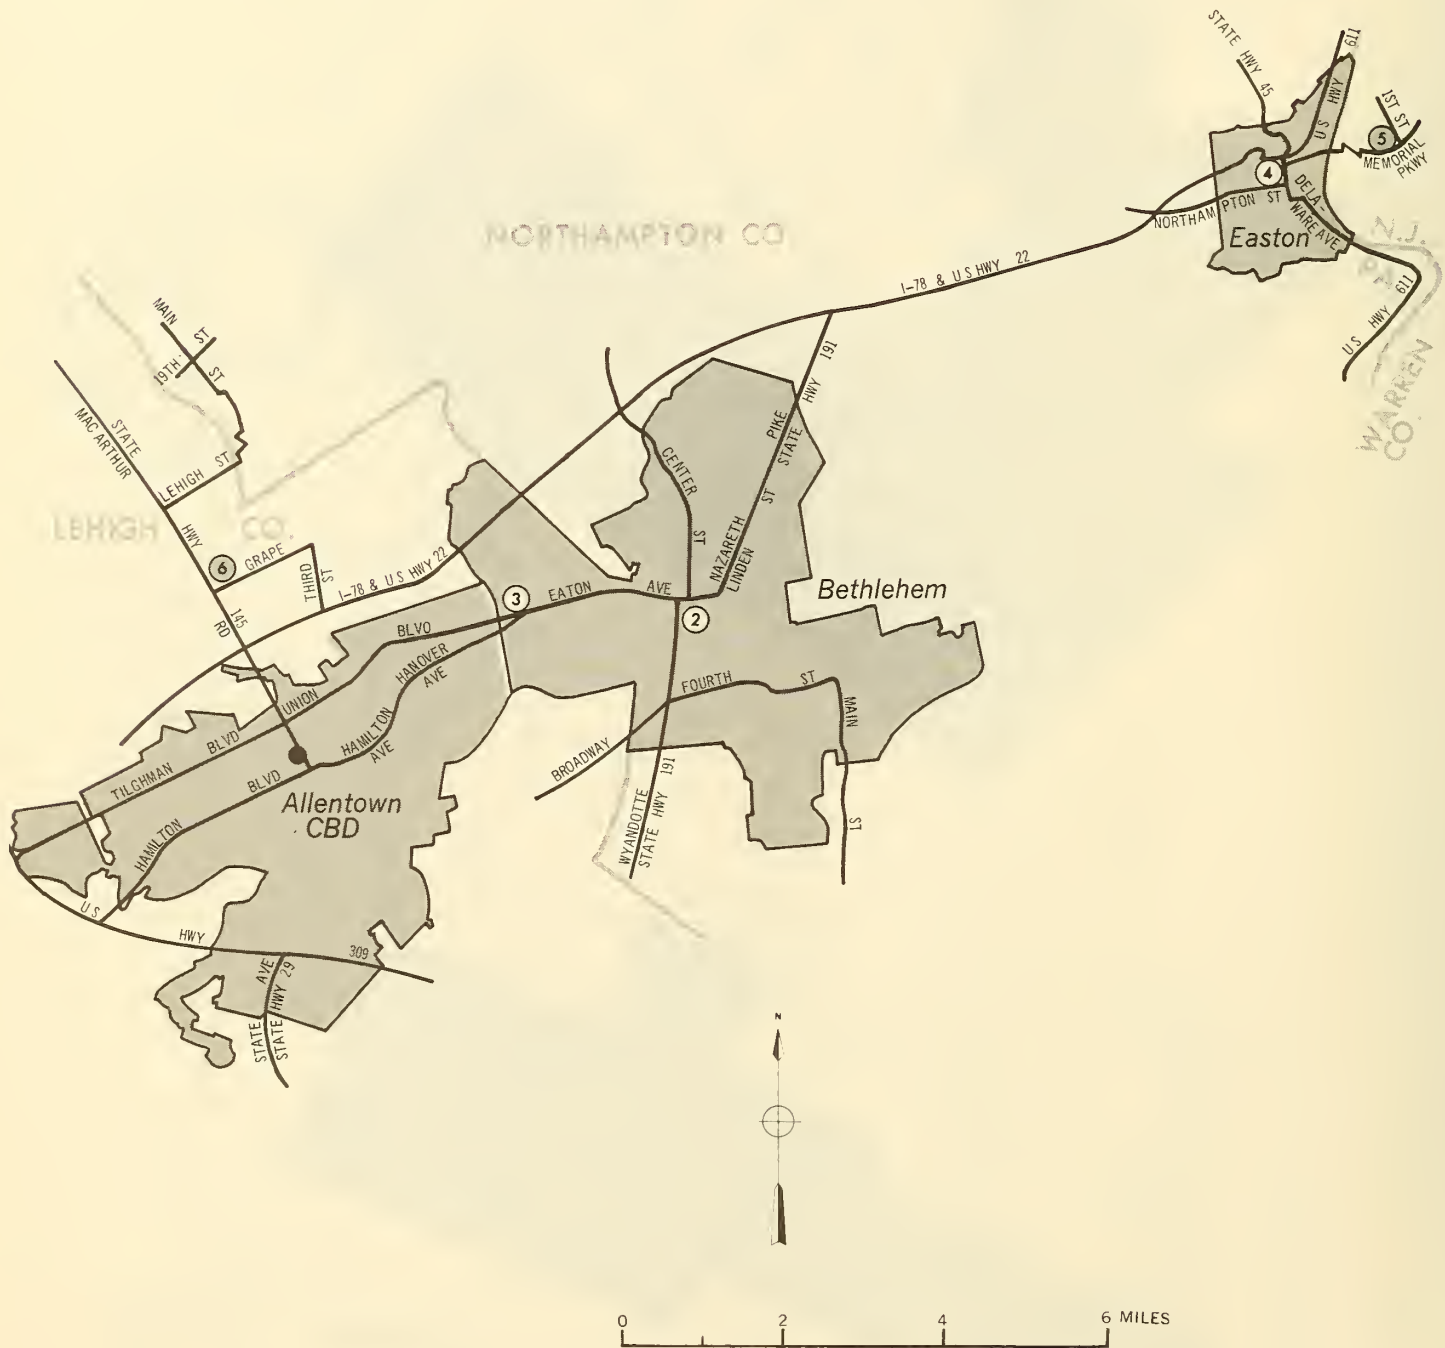 STATE HWY 45
US HWY 611
1ST ST
5
MEMORIAL
PKWY
4
NORTHAMPTON ST
DELA-
WARE AVE
Easton
N.J.
PA
US HWY 611
WARREN
CO.
NORTHAMPTON CO
I-78 & US HWY 22
MAIN ST
19TH ST
STATE HWY 145
MAC ARTHUR RD
LEHIGH ST
LEHIGH CO.
6
GRAPE
THIRD ST
I-78 & US HWY 22
CENTER ST
NAZARETH PIKE
LINDEN ST
STATE HWY 191
3
EATON AVE
2
Bethlehem
UNION BLVD
HANOVER
AVE
FOURTH ST
MAIN ST
BROADWAY
WYANDOTTE
STATE HWY 191
TILGHMAN BLVD
HAMILTON
AVE
HAMILTON BLVD
Allentown
CBD
US HWY 309
STATE AVE
STATE HWY 29
N
0 2 4 6 MILES